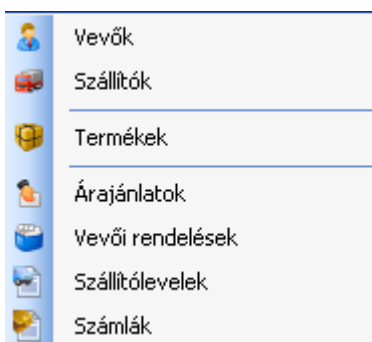 Vevők
Szállítók
Termékek
Árajánlatok
Vevői rendelések
Szállítólevelek
Számlák